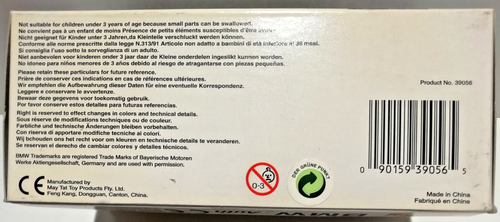 Not suitable for children under 3 years of age because small parts can be swallowed.
Ne convient pas à un enfant de moins Présence de petits éléments susceptibles d'être
Nicht geeignet für Kinder unter 3 Jahren, da Kleinteile verschluckt werden können.
Conforme alle norme prescritte dalla legge N.313/91 Articolo non adatto a bambini di età inferiore a 36 mesi.
Si consiglia l'uso sotto la sorveglianza di un adulto.
Niet aanbevolen voor kinderen onder 3 jaar daar de Kleine onderdelen ingeslikt kunnen worden.
No idoneo para niños menores de 3 años debido al riesgo de atragantarse con piezas pequeñas.
Please retain these particulars for future reference.
Prière de conserver ces indications en cas de références ultérieures.
Wir empfehlen die Aufbewahrung dieser Daten für eine eventuelle Korrespondenz.
Leggere e conservare le avvertenze.
Bewaar deze gegevens voor toekomstig gebruik.
Por favor conserve estos detalles para futuras referencias.
Right is reserved to effect changes in colors and technical details.
Sous réserve de modifications techniques ou de couleur.
Farbliche und technische Änderungen bleiben vorbehalten.
Con riserva di apportare modifiche tecniche ai colori.
Wij behouden ons het recht voor om kleuren en technische details te veranderen.
Se reservan el derecho de cambiar colores y detalles técnicos.
BMW Trademarks are registered Trade Marks of Bayerische Motoren
Werke Aktiengesellschaft, Germany and are used with permission.
CE
Manufactured by
May Tat Toy Products Fty. Ltd.
Feng Kang, Dongguan, Canton, China.
0-3
DER GRÜNE PUNKT
Product No. 39056
0 90159 39056 5
Made in China
Fabriqué en Chine